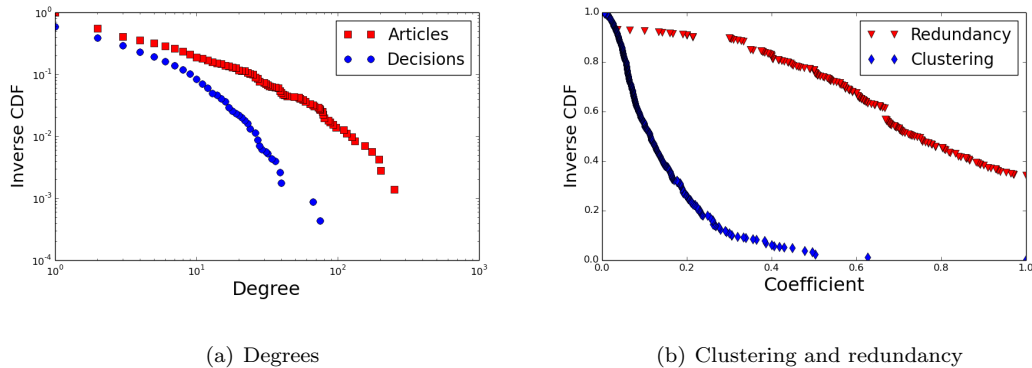 Inverse CDF
10^0
10^-1
10^-2
10^-3
10^-4
10^0 10^1 10^2 10^3
Degree
Articles
Decisions
Inverse CDF
1.0
0.8
0.6
0.4
0.2
0.0
0.0 0.2 0.4 0.6 0.8 1.0
Coefficient
Redundancy
Clustering
(a) Degrees
(b) Clustering and redundancy